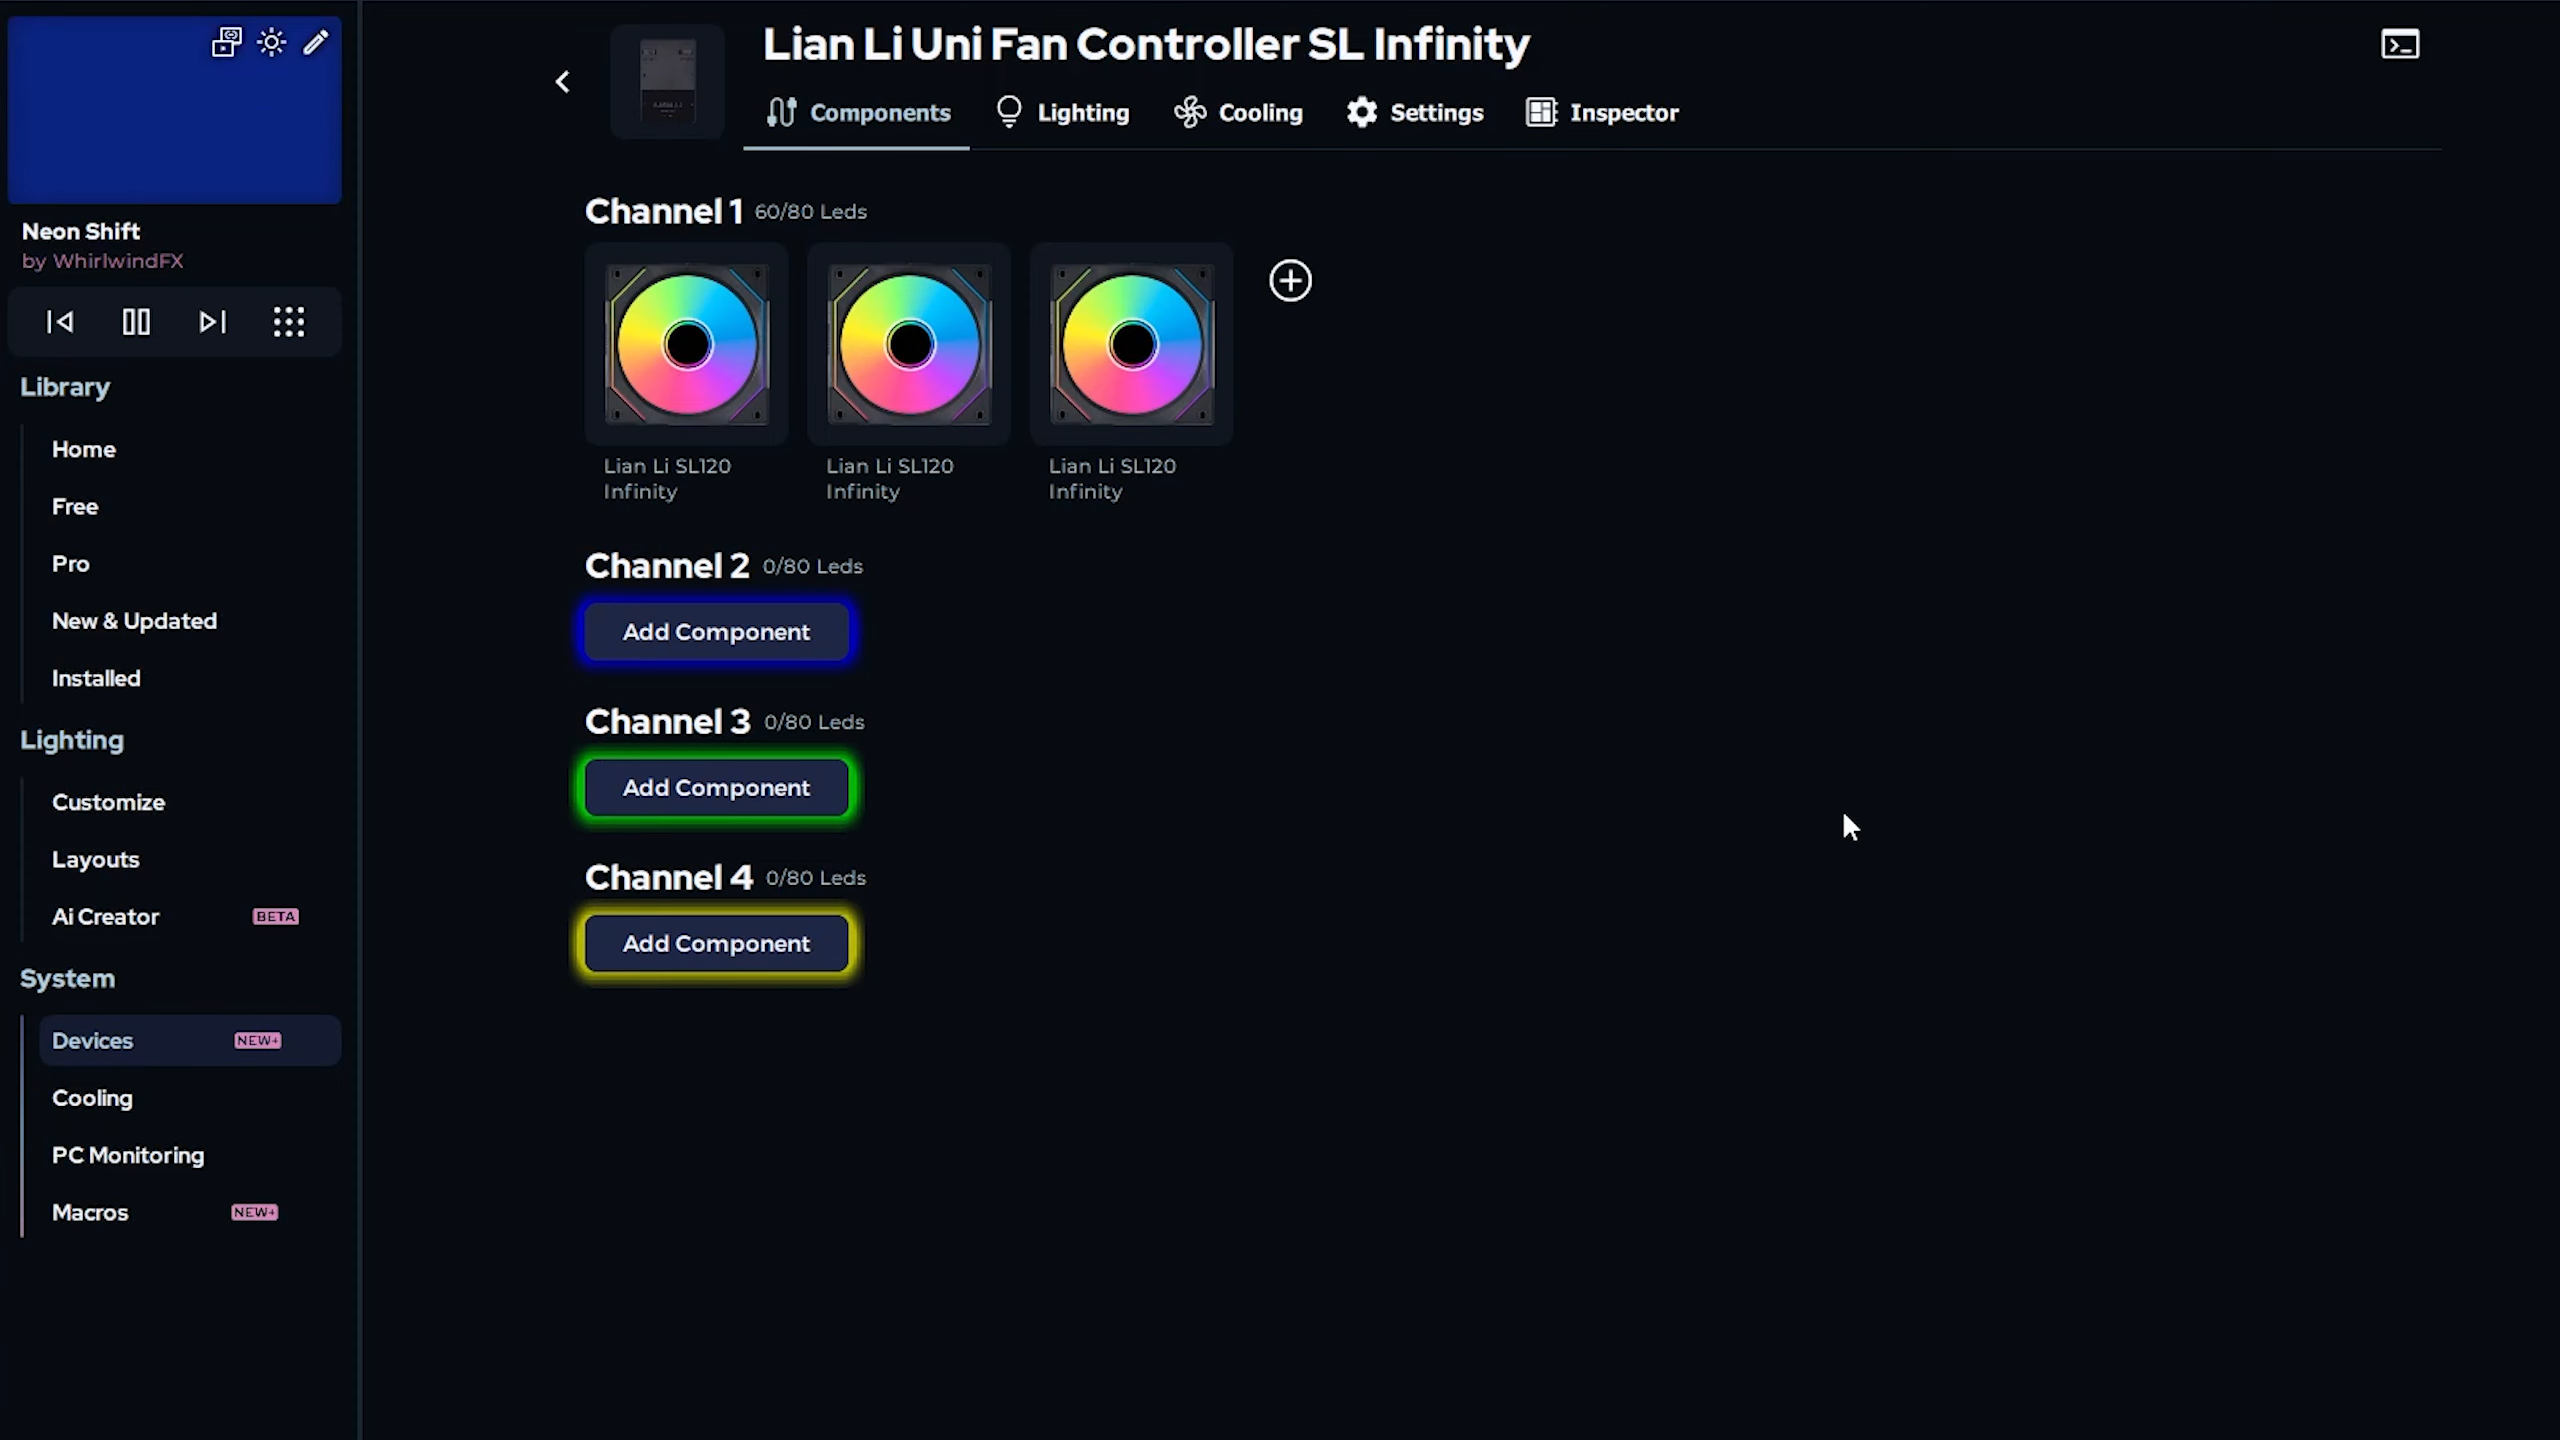 Neon Shift
by WhirlwindFX
Library
Home
Free
Pro
New & Updated
Installed
Lighting
Customize
Layouts
Ai Creator BETA
System
Devices NEW+
Cooling
PC Monitoring
Macros NEW+
Lian Li Uni Fan Controller SL Infinity
Components Lighting Cooling Settings Inspector
Channel 1 60/80 Leds
Lian Li SL120 Infinity
Lian Li SL120 Infinity
Lian Li SL120 Infinity
Channel 2 0/80 Leds
Add Component
Channel 3 0/80 Leds
Add Component
Channel 4 0/80 Leds
Add Component